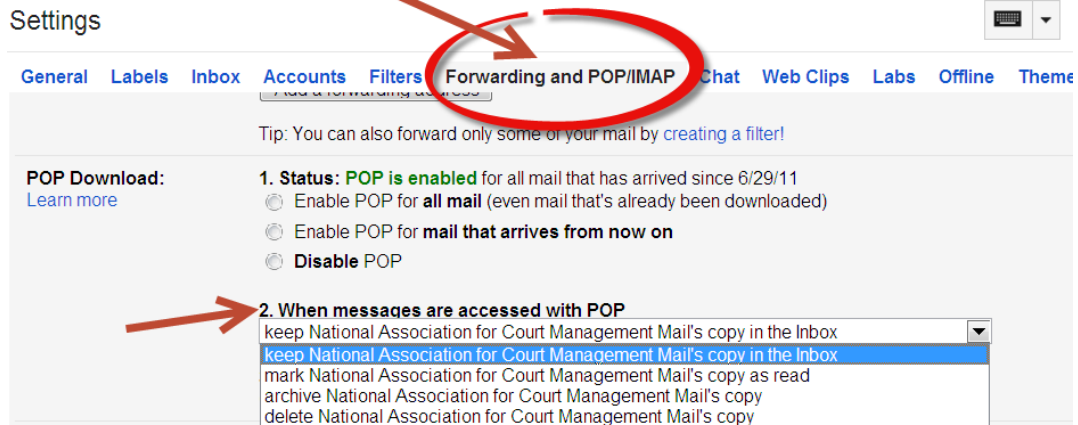 Settings
General Labels Inbox Accounts Filters Forwarding and POP/IMAP Chat Web Clips Labs Offline Theme
Add a forwarding address
Tip: You can also forward only some of your mail by creating a filter!
POP Download: 1. Status: POP is enabled for all mail that has arrived since 6/29/11
Learn more Enable POP for all mail (even mail that's already been downloaded)
Enable POP for mail that arrives from now on
Disable POP
2. When messages are accessed with POP
keep National Association for Court Management Mail's copy in the Inbox
keep National Association for Court Management Mail's copy in the Inbox
mark National Association for Court Management Mail's copy as read
archive National Association for Court Management Mail's copy
delete National Association for Court Management Mail's copy